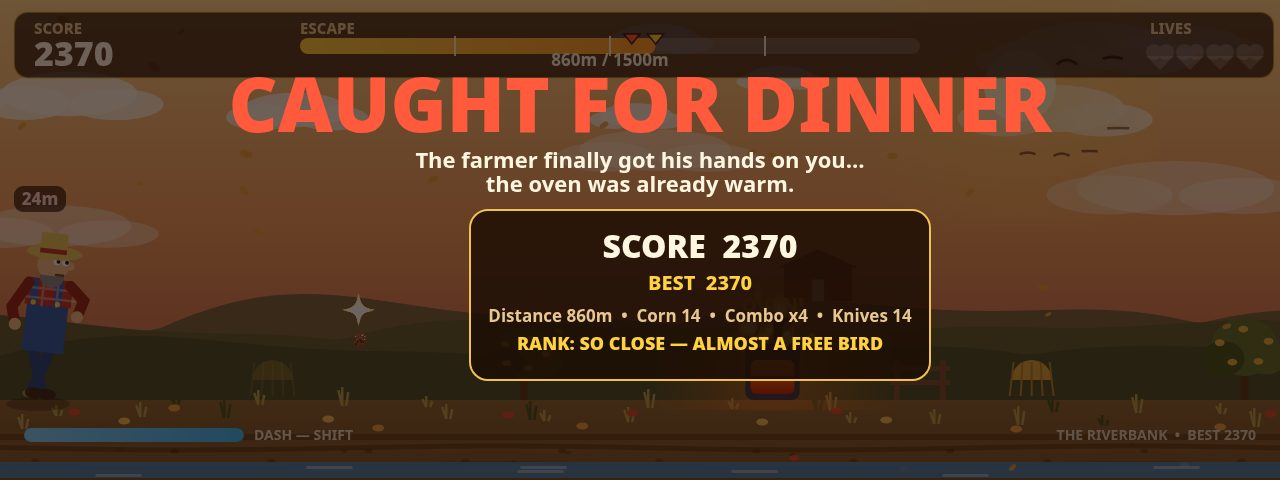 SCORE
2370
ESCAPE
860m / 1500m
LIVES
CAUGHT FOR DINNER
The farmer finally got his hands on you...
the oven was already warm.
24m
SCORE 2370
BEST 2370
Distance 860m • Corn 14 • Combo x4 • Knives 14
RANK: SO CLOSE — ALMOST A FREE BIRD
DASH — SHIFT
THE RIVERBANK • BEST 2370